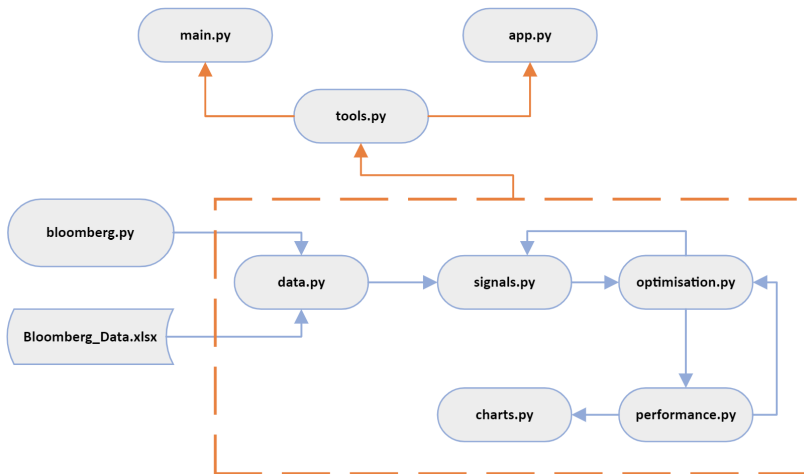 main.py
app.py
tools.py
bloomberg.py
data.py
signals.py
optimisation.py
Bloomberg_Data.xlsx
charts.py
performance.py